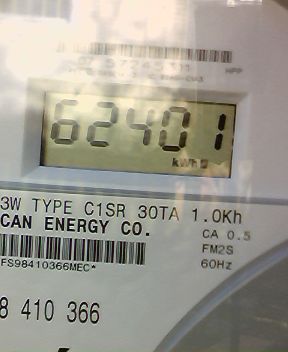 62401
kWh
3W TYPE C1SR 30TA 1.0Kh
CAN ENERGY CO.
CA 0.5
FM2S
60Hz
FS98410366MEC*
8 410 366